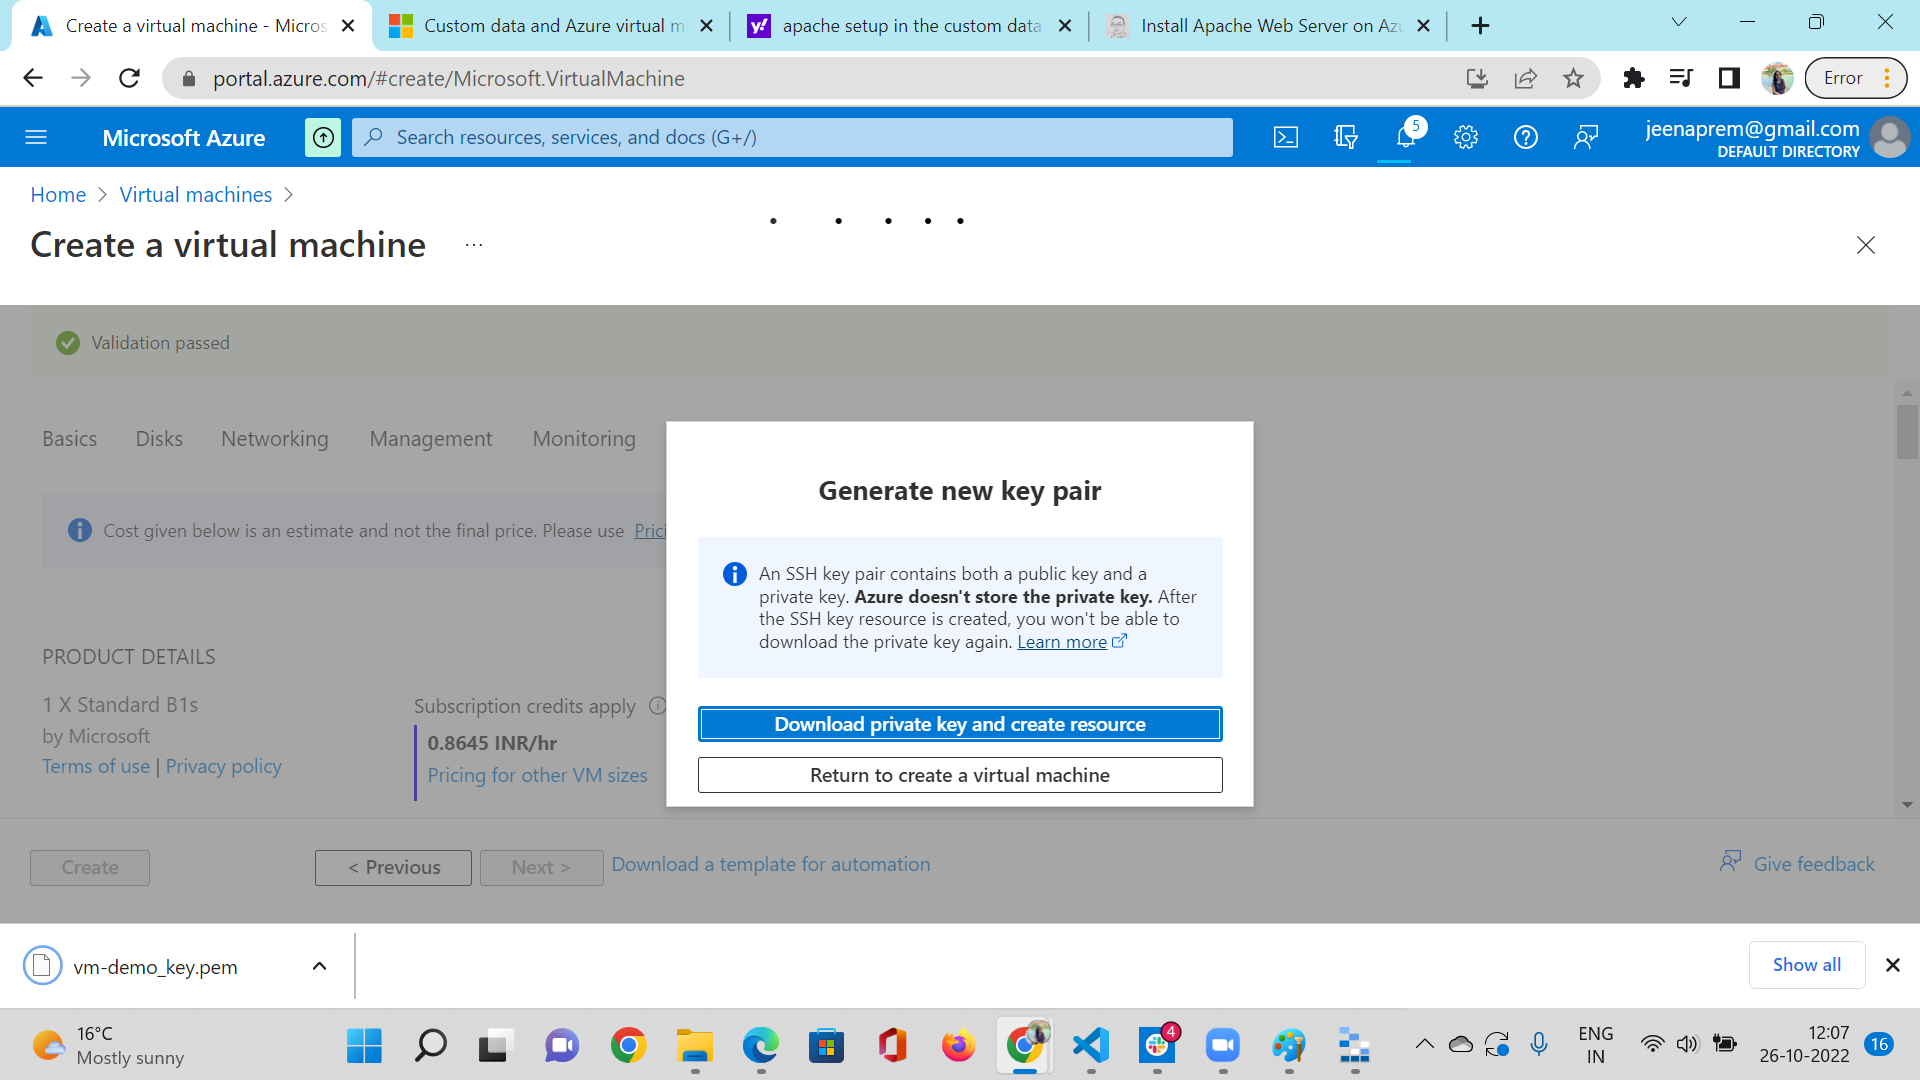 Create a virtual machine - Micros
Custom data and Azure virtual m
apache setup in the custom data
Install Apache Web Server on Azu
portal.azure.com/#create/Microsoft.VirtualMachine
Error
Microsoft Azure
Search resources, services, and docs (G+/)
5
jeenaprem@gmail.com
DEFAULT DIRECTORY
Home > Virtual machines >
Create a virtual machine ...
Validation passed
Basics Disks Networking Management Monitoring
Cost given below is an estimate and not the final price. Please use Prici
PRODUCT DETAILS
1 X Standard B1s
by Microsoft
Terms of use | Privacy policy
Subscription credits apply
0.8645 INR/hr
Pricing for other VM sizes
Generate new key pair
An SSH key pair contains both a public key and a
private key. Azure doesn't store the private key. After
the SSH key resource is created, you won't be able to
download the private key again. Learn more
Download private key and create resource
Return to create a virtual machine
Create
< Previous
Next >
Download a template for automation
Give feedback
vm-demo_key.pem
Show all
16°C
Mostly sunny
4
ENG
IN
12:07
26-10-2022
16